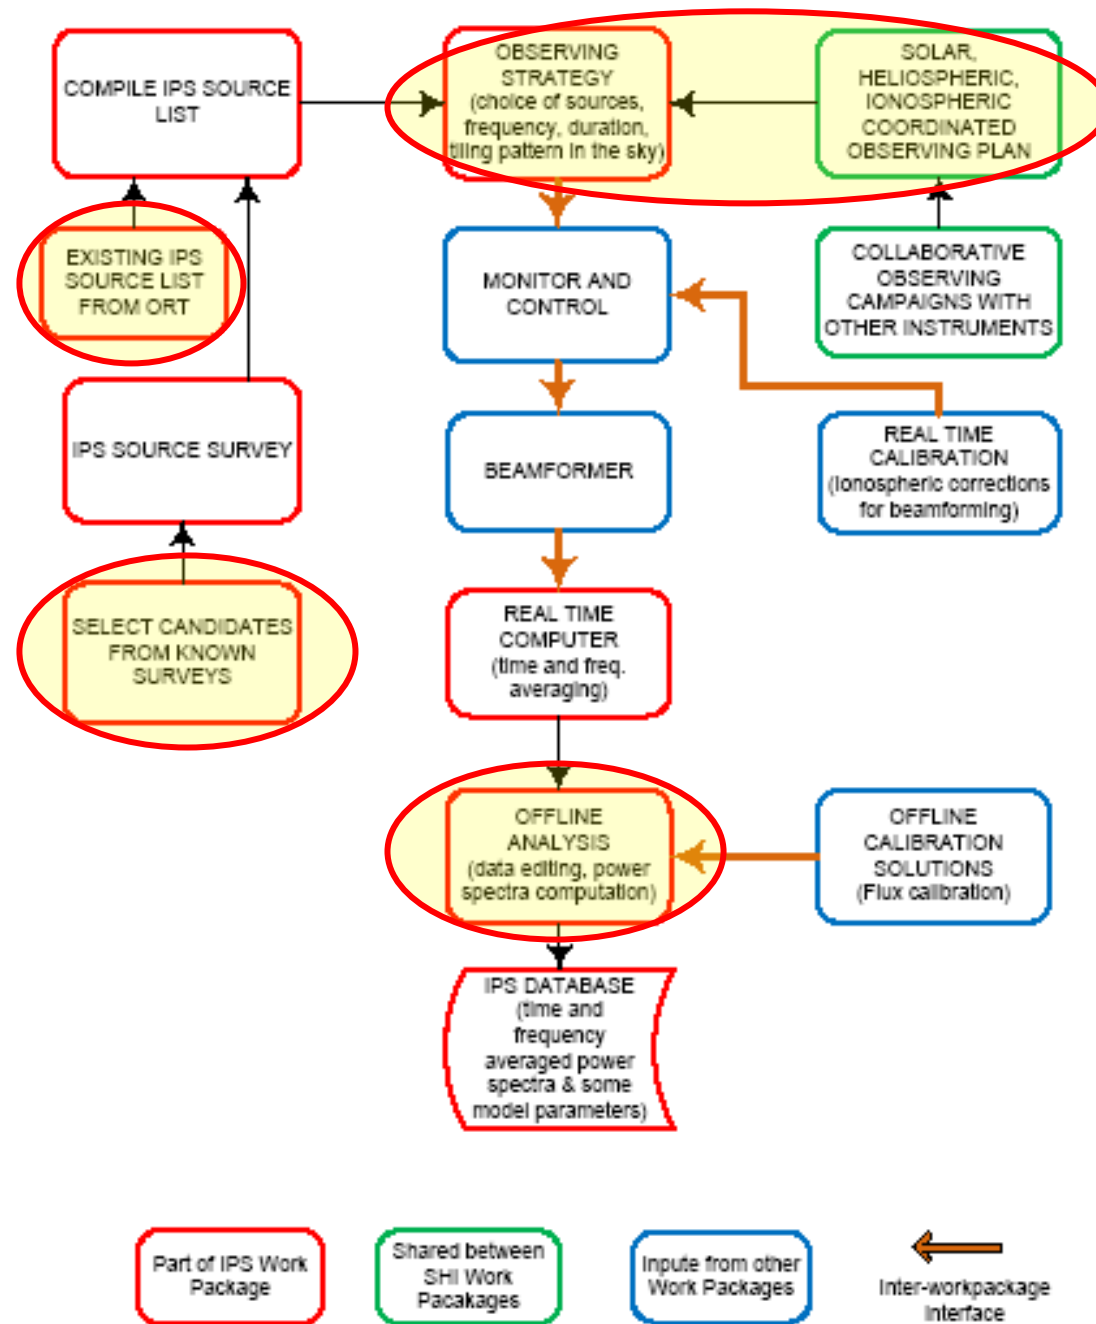 COMPILE IPS SOURCE
LIST
OBSERVING
STRATEGY
(choice of sources,
frequency, duration,
tiling pattern in the sky)
SOLAR,
HELIOSPHERIC,
IONOSPHERIC
COORDINATED
OBSERVING PLAN
EXISTING IPS
SOURCE LIST
FROM ORT
MONITOR AND
CONTROL
COLLABORATIVE
OBSERVING
CAMPAIGNS WITH
OTHER INSTRUMENTS
IPS SOURCE SURVEY
BEAMFORMER
REAL TIME
CALIBRATION
(Ionospheric corrections
for beamforming)
SELECT CANDIDATES
FROM KNOWN
SURVEYS
REAL TIME
COMPUTER
(time and freq.
averaging)
OFFLINE
ANALYSIS
(data editing, power
spectra computation)
OFFLINE
CALIBRATION
SOLUTIONS
(Flux calibration)
IPS DATABASE
(time and
frequency
averaged power
spectra & some
model parameters)
Part of IPS Work
Package
Shared between
SHI Work
Pacakages
Inpute from other
Work Packages
Inter-workpackage
Interface